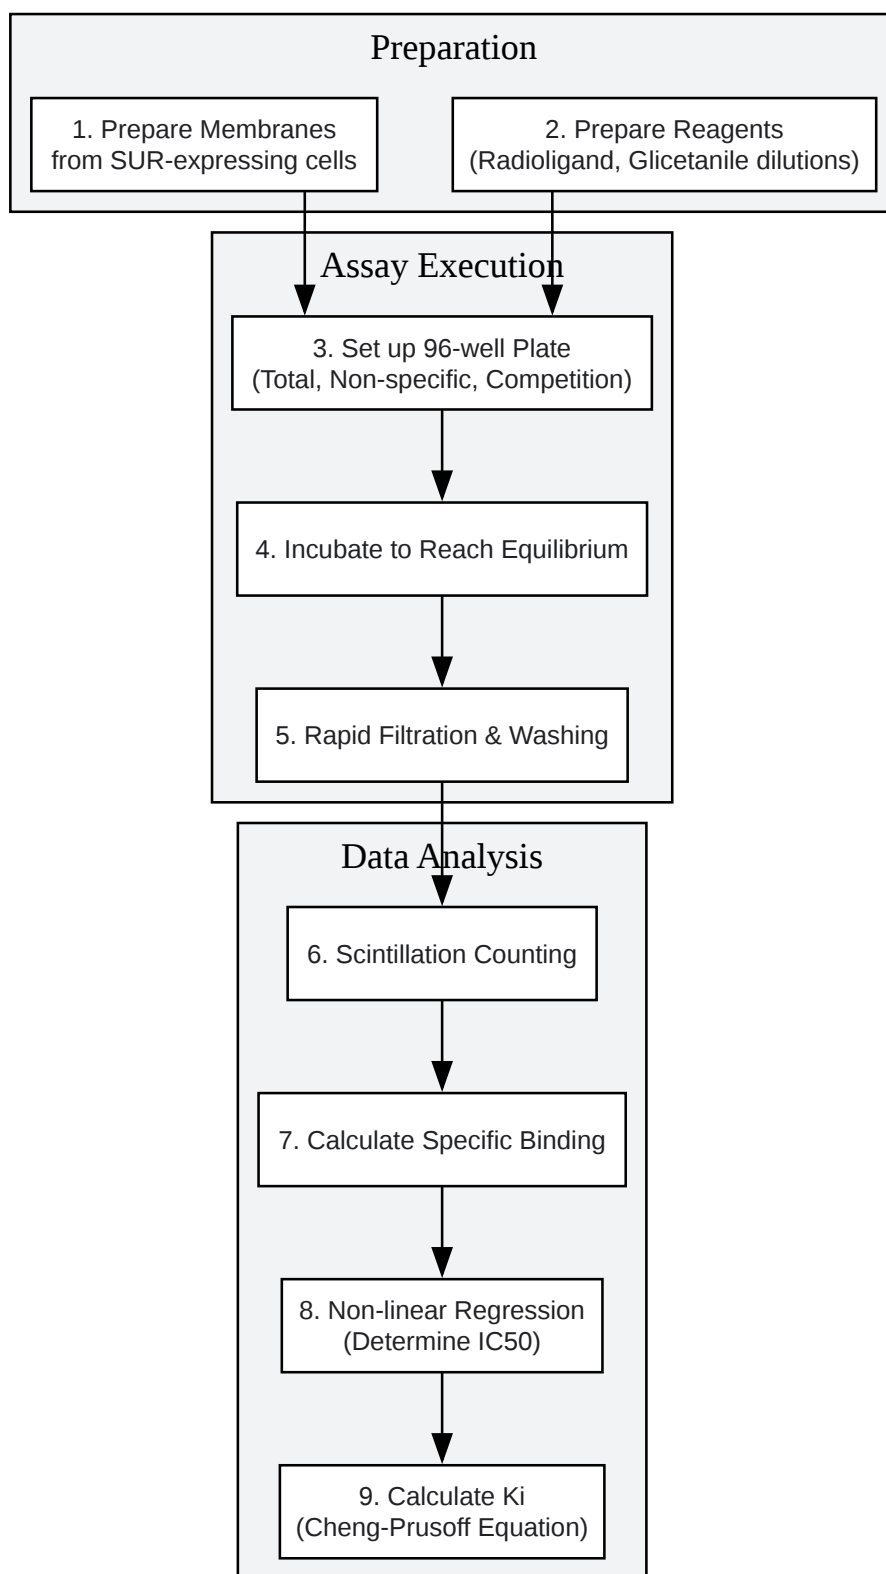 Preparation
1. Prepare Membranes
from SUR-expressing cells
2. Prepare Reagents
(Radioligand, Glicetanile dilutions)
Assay Execution
3. Set up 96-well Plate
(Total, Non-specific, Competition)
4. Incubate to Reach Equilibrium
5. Rapid Filtration & Washing
Data Analysis
6. Scintillation Counting
7. Calculate Specific Binding
8. Non-linear Regression
(Determine IC50)
9. Calculate Ki
(Cheng-Prusoff Equation)